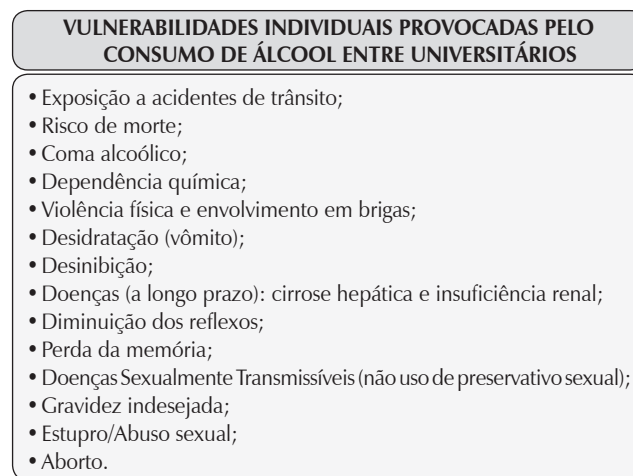 VULNERABILIDADES INDIVIDUAIS PROVOCADAS PELO
CONSUMO DE ÁLCOOL ENTRE UNIVERSITÁRIOS
• Exposição a acidentes de trânsito;
• Risco de morte;
• Coma alcoólico;
• Dependência química;
• Violência física e envolvimento em brigas;
• Desidratação (vômito);
• Desinibição;
• Doenças (a longo prazo): cirrose hepática e insuficiência renal;
• Diminuição dos reflexos;
• Perda da memória;
• Doenças Sexualmente Transmissíveis (não uso de preservativo sexual);
• Gravidez indesejada;
• Estupro/Abuso sexual;
• Aborto.